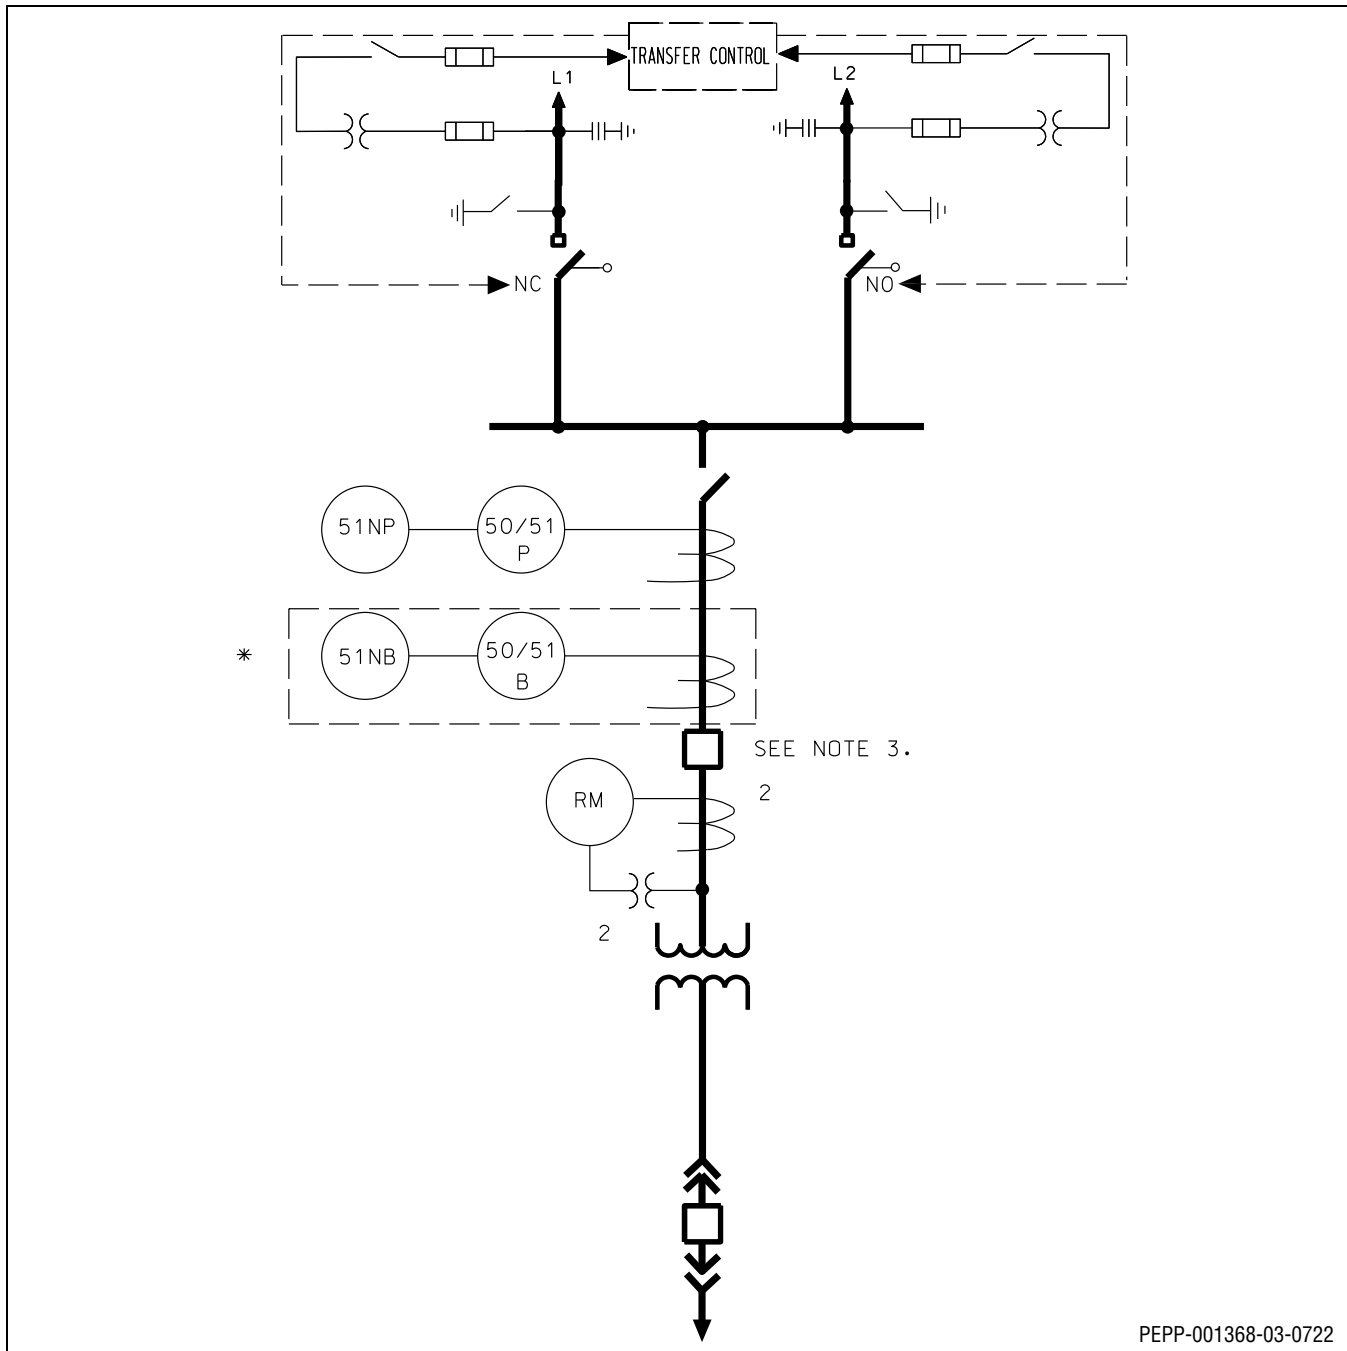 TRANSFER CONTROL
L1
L2
NC
NO
51NP
50/51
P
*
51NB
50/51
B
SEE NOTE 3.
2
RM
2
PEPP-001368-03-0722